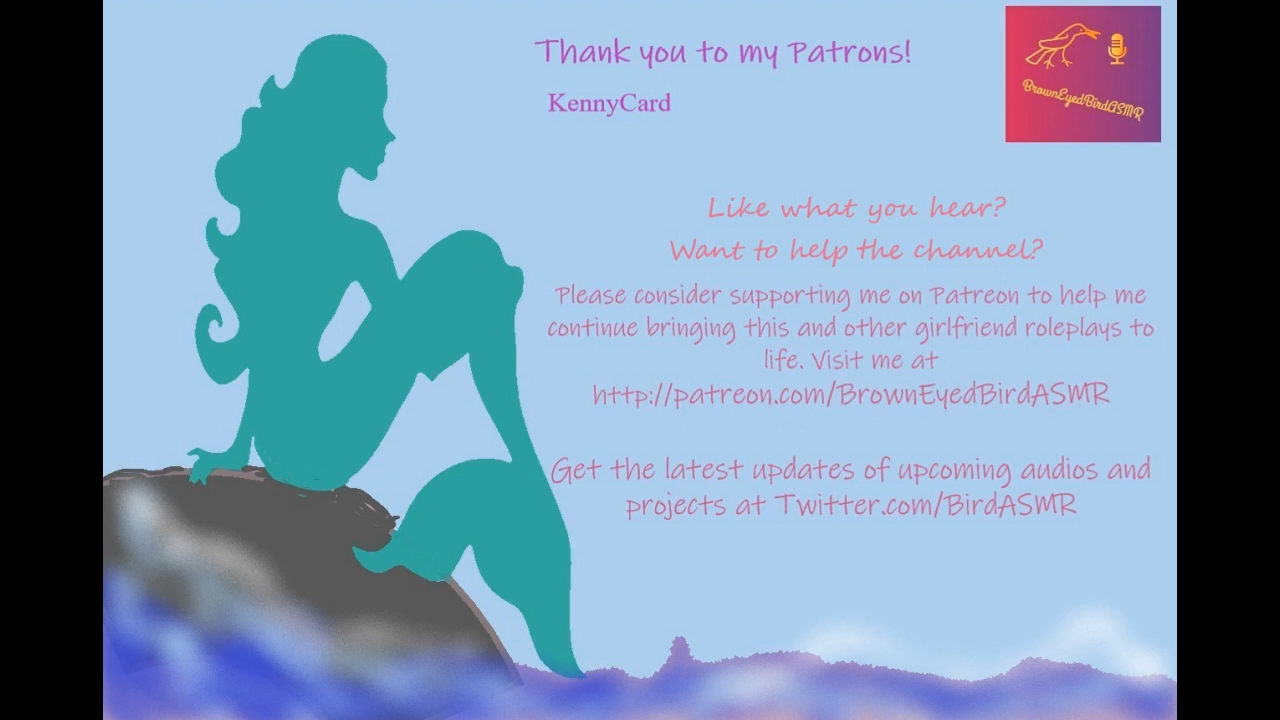 Thank you to my Patrons!
KennyCard
BrownEyedBirdASMR
Like what you hear?
Want to help the channel?
Please consider supporting me on Patreon to help me
continue bringing this and other girlfriend roleplays to
life. Visit me at
http://patreon.com/BrownEyedBirdASMR
Get the latest updates of upcoming audios and
projects at Twitter.com/BirdASMR